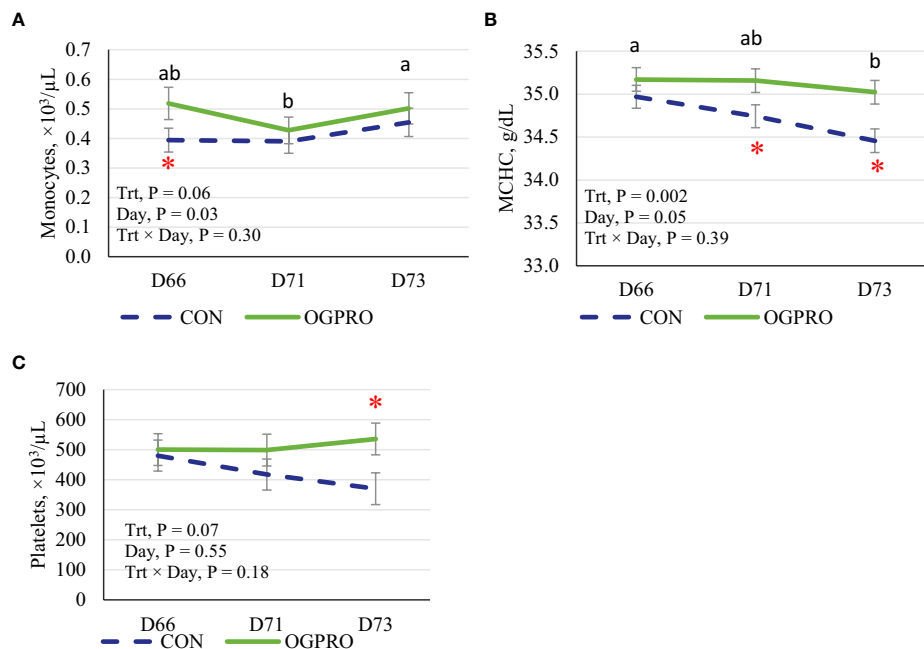 A
0.7
0.6
0.5
0.4
0.3
0.2
0.1
0.0
Monocytes, ×10³/µL
ab
b
a
*
Trt, P = 0.06
Day, P = 0.03
Trt × Day, P = 0.30
D66 D71 D73
CON OGPRO
B
35.5
35.0
34.5
34.0
33.5
33.0
MCHC, g/dL
a
ab
b
*
*
Trt, P = 0.002
Day, P = 0.05
Trt × Day, P = 0.39
D66 D71 D73
CON OGPRO
C
700
600
500
400
300
200
100
0
Platelets, ×10³/µL
*
Trt, P = 0.07
Day, P = 0.55
Trt × Day, P = 0.18
D66 D71 D73
CON OGPRO